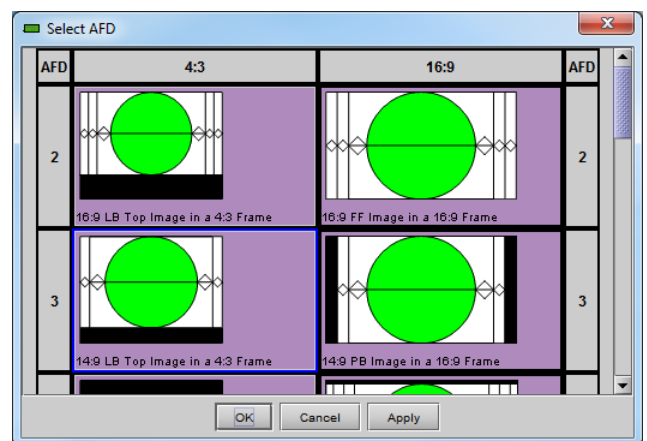 Select AFD
AFD 4:3 16:9 AFD
2 2
16:9 LB Top Image in a 4:3 Frame 16:9 FF Image in a 16:9 Frame
3 3
14:9 LB Top Image in a 4:3 Frame 14:9 PB Image in a 16:9 Frame
OK Cancel Apply